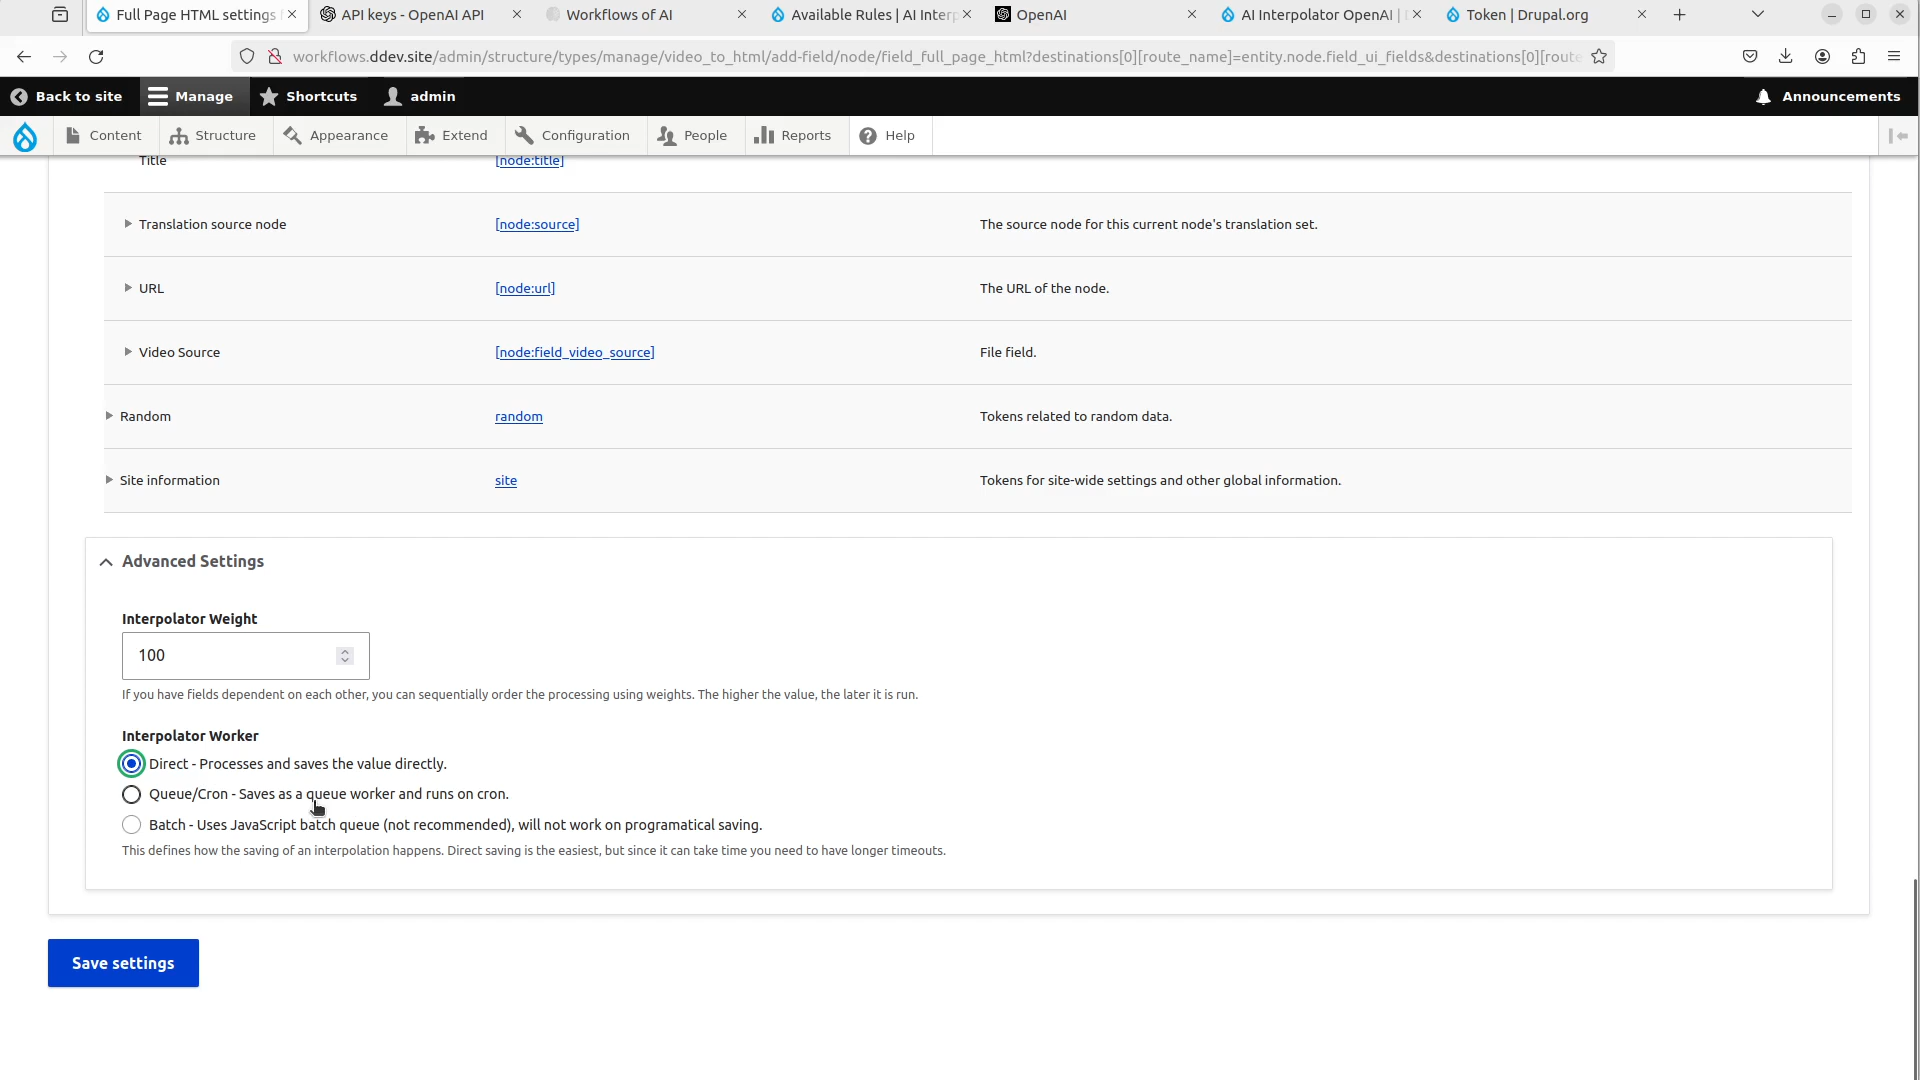 Full Page HTML settings
API keys - OpenAI API
Workflows of AI
Available Rules | AI Interp
OpenAI
AI Interpolator OpenAI |
Token | Drupal.org
workflows.ddev.site/admin/structure/types/manage/video_to_html/add-field/node/field_full_page_html?destinations[0][route_name]=entity.node.field_ui_fields&destinations[0][route
Back to site
Manage
Shortcuts
admin
Announcements
Content
Structure
Appearance
Extend
Configuration
People
Reports
Help
Title [node:title]
Translation source node [node:source] The source node for this current node's translation set.
URL [node:url] The URL of the node.
Video Source [node:field_video_source] File field.
Random random Tokens related to random data.
Site information site Tokens for site-wide settings and other global information.
Advanced Settings
Interpolator Weight
100
If you have fields dependent on each other, you can sequentially order the processing using weights. The higher the value, the later it is run.
Interpolator Worker
Direct - Processes and saves the value directly.
Queue/Cron - Saves as a queue worker and runs on cron.
Batch - Uses JavaScript batch queue (not recommended), will not work on programatical saving.
This defines how the saving of an interpolation happens. Direct saving is the easiest, but since it can take time you need to have longer timeouts.
Save settings